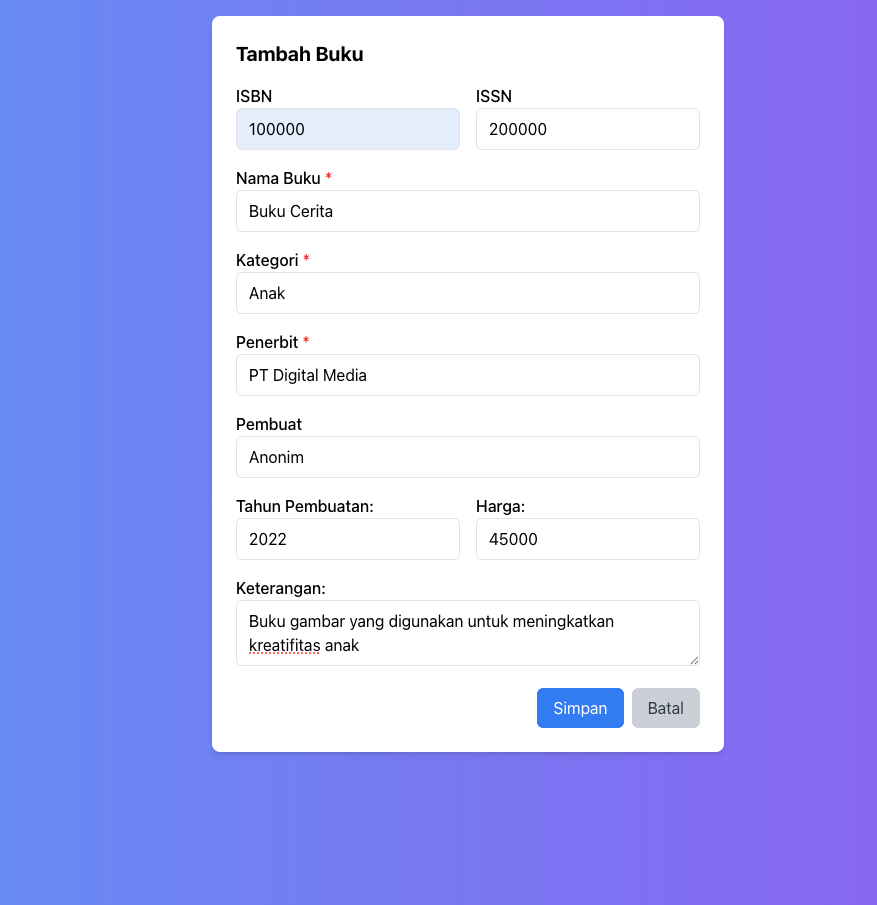 Tambah Buku
ISBN
ISSN
100000
200000
Nama Buku *
Buku Cerita
Kategori *
Anak
Penerbit *
PT Digital Media
Pembuat
Anonim
Tahun Pembuatan:
Harga:
2022
45000
Keterangan:
Buku gambar yang digunakan untuk meningkatkan
kreatifitas anak
Simpan
Batal